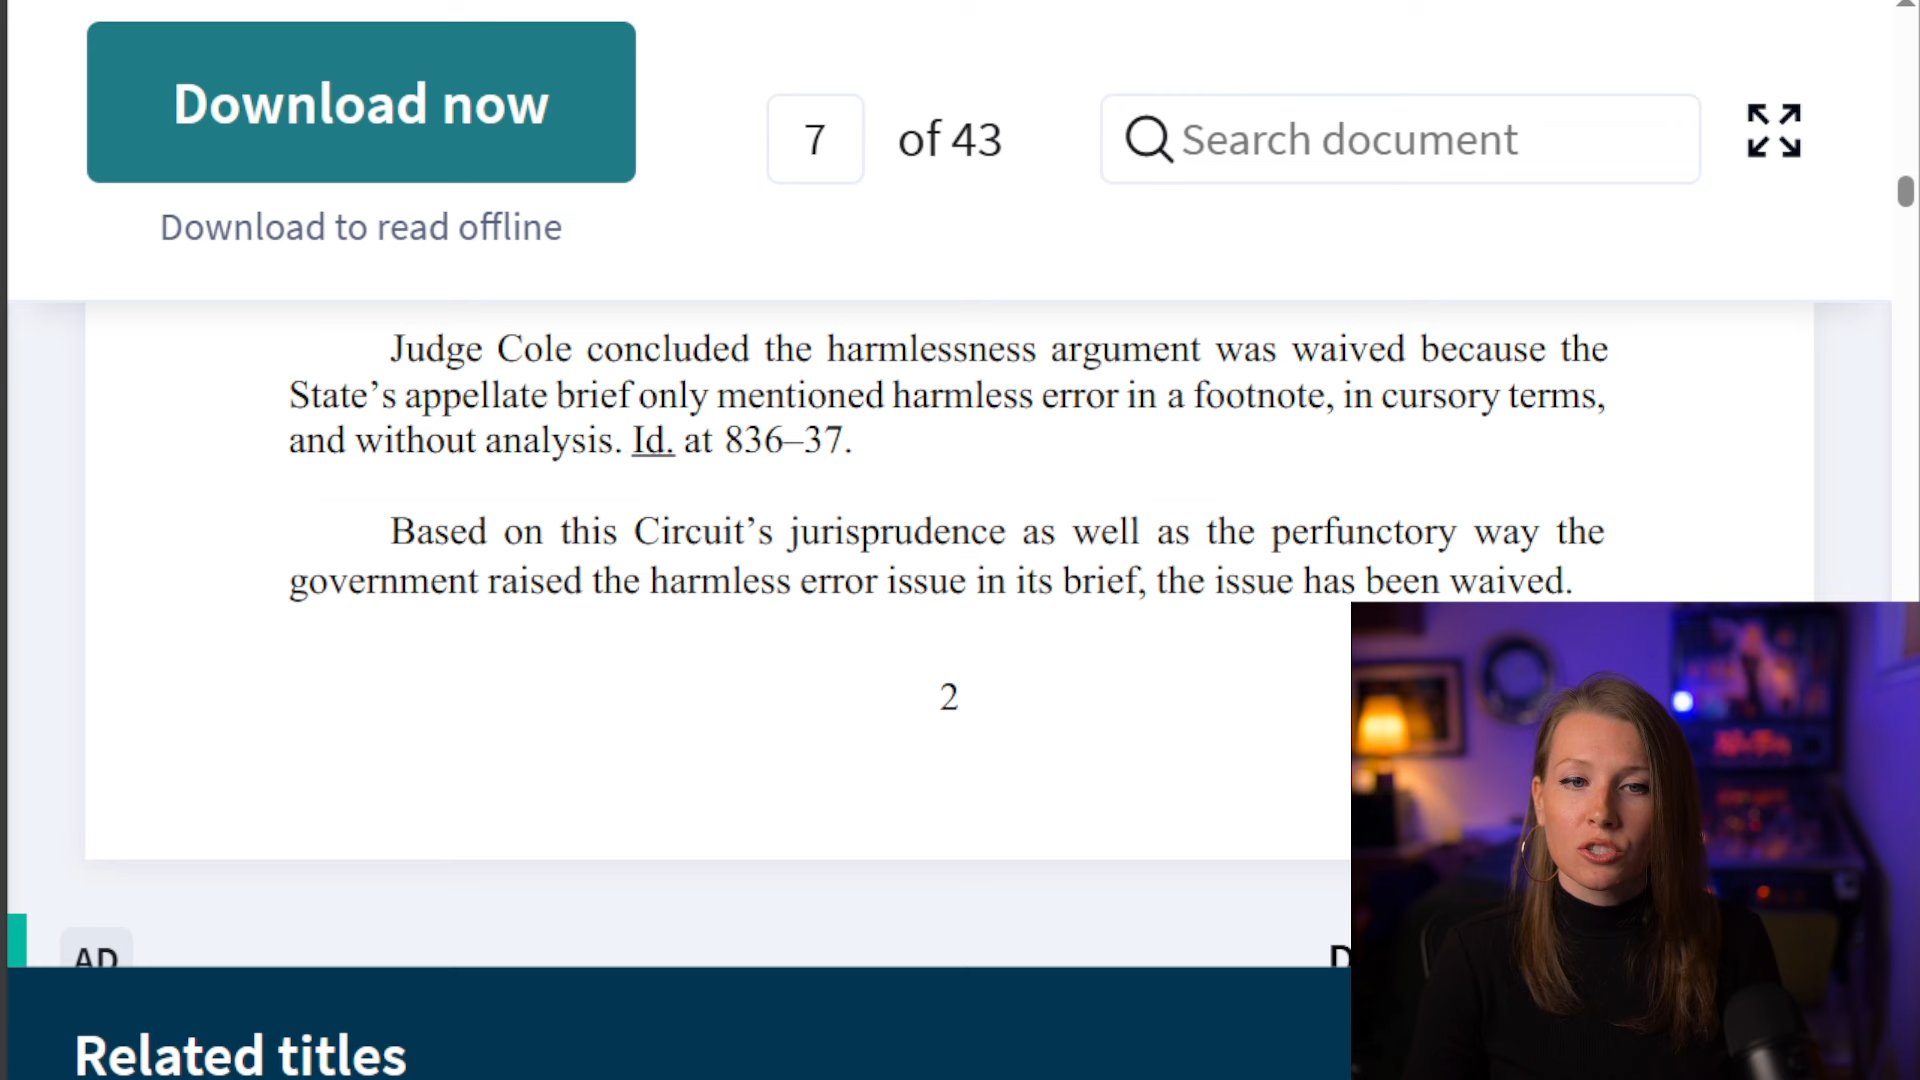 Download now
7 of 43
Search document
Download to read offline
Judge Cole concluded the harmlessness argument was waived because the
State’s appellate brief only mentioned harmless error in a footnote, in cursory terms,
and without analysis. Id. at 836–37.
Based on this Circuit’s jurisprudence as well as the perfunctory way the
government raised the harmless error issue in its brief, the issue has been waived.
2
AD
D
Related titles